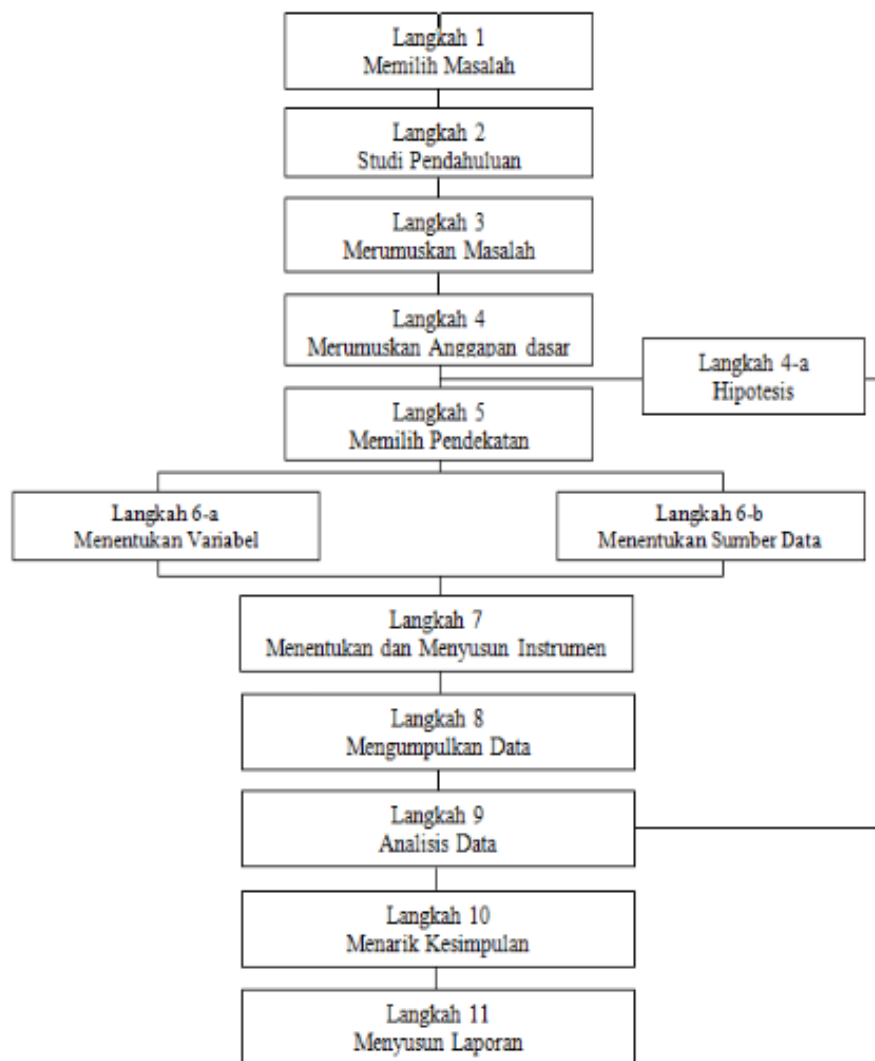 Langkah 1
Memilih Masalah
Langkah 2
Studi Pendahuluan
Langkah 3
Merumuskan Masalah
Langkah 4
Merumuskan Anggapan dasar
Langkah 4-a
Hipotesis
Langkah 5
Memilih Pendekatan
Langkah 6-a
Menentukan Variabel
Langkah 6-b
Menentukan Sumber Data
Langkah 7
Menentukan dan Menyusun Instrumen
Langkah 8
Mengumpulkan Data
Langkah 9
Analisis Data
Langkah 10
Menarik Kesimpulan
Langkah 11
Menyusun Laporan